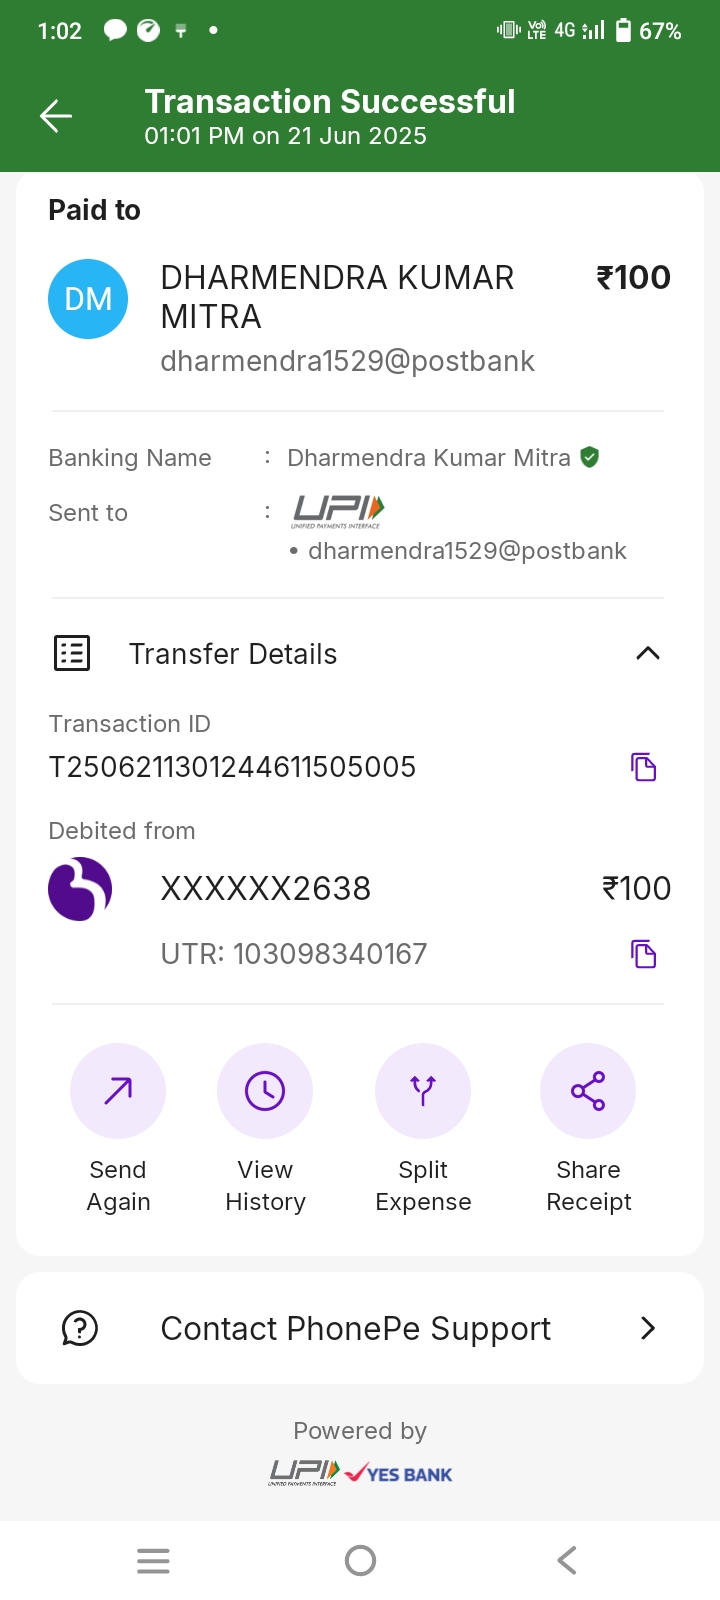 1:02
Vo)) LTE 4G 67%
Transaction Successful
01:01 PM on 21 Jun 2025
Paid to
DM
DHARMENDRA KUMAR MITRA
₹100
dharmendra1529@postbank
Banking Name : Dharmendra Kumar Mitra
Sent to : UPI
UNIFIED PAYMENTS INTERFACE
• dharmendra1529@postbank
Transfer Details
Transaction ID
T2506211301244611505005
Debited from
XXXXXX2638 ₹100
UTR: 103098340167
Send Again
View History
Split Expense
Share Receipt
Contact PhonePe Support
Powered by
UPI YES BANK
UNIFIED PAYMENTS INTERFACE